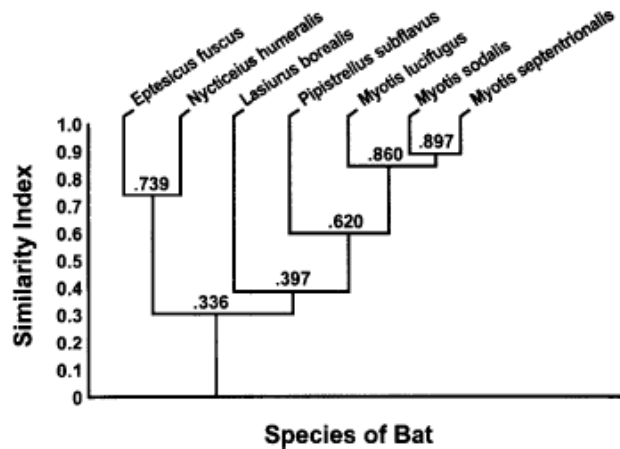 Eptesicus fuscus
Nycticeius humeralis
Lasiurus borealis
Pipistrellus subflavus
Myotis lucifugus
Myotis sodalis
Myotis septentrionalis
Similarity Index
1.0
0.9
0.8
0.7
0.6
0.5
0.4
0.3
0.2
0.1
0
.897
.860
.739
.620
.397
.336
Species of Bat